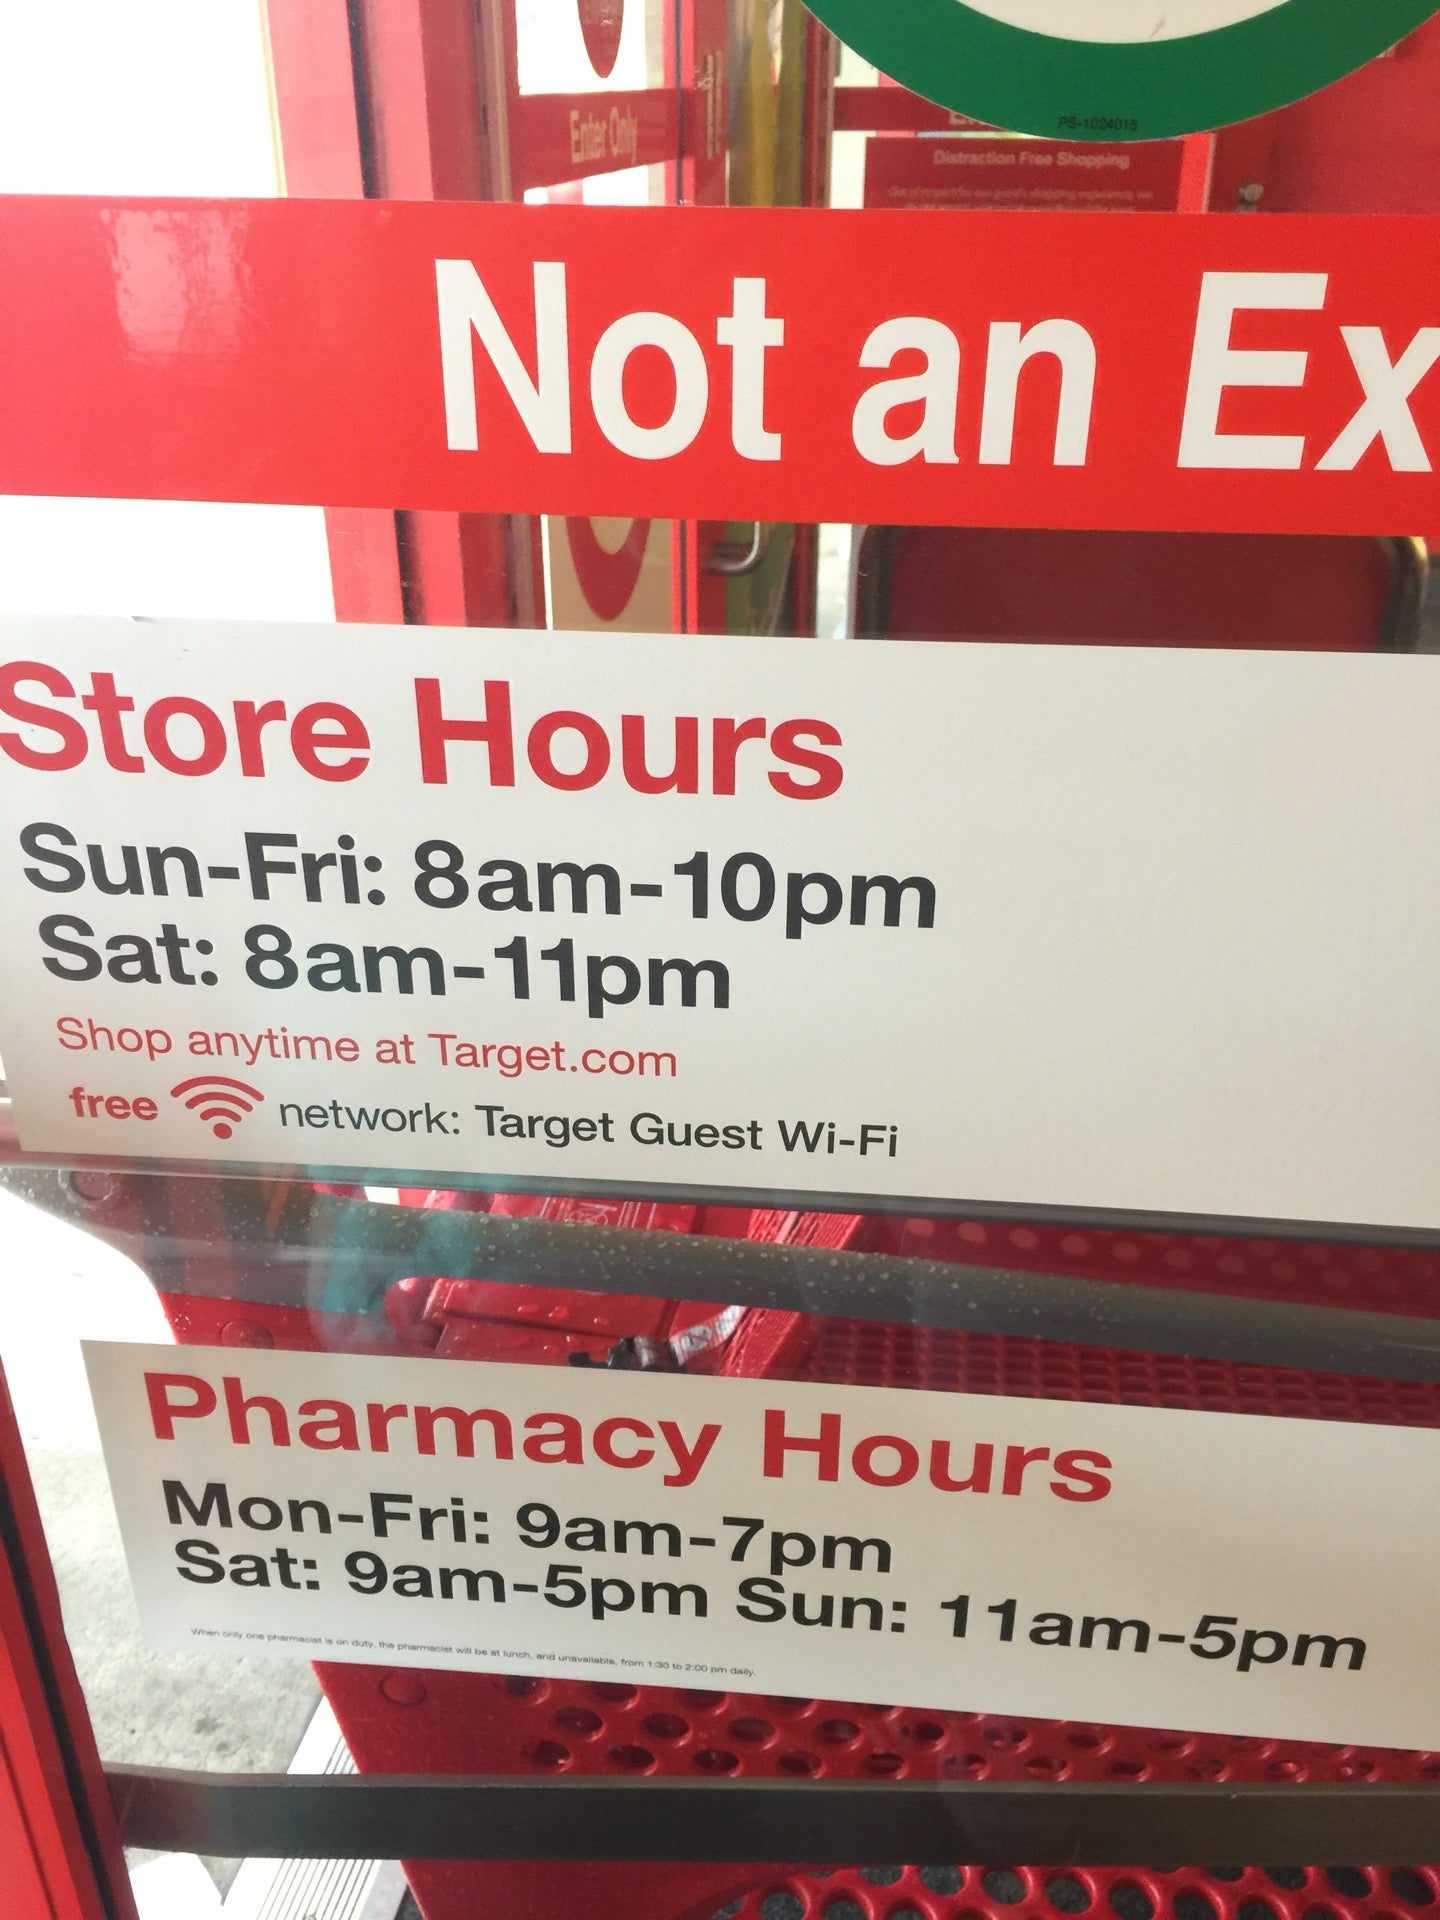 PS-1024015
Enter Only
Distraction Free Shopping
Not an Ex
Store Hours
Sun-Fri: 8am-10pm
Sat: 8am-11pm
Shop anytime at Target.com
free network: Target Guest Wi-Fi
Pharmacy Hours
Mon-Fri: 9am-7pm
Sat: 9am-5pm Sun: 11am-5pm
When only one pharmacist is on duty, the pharmacist will be at lunch, and unavailable, from 1:30 to 2:00 pm daily.